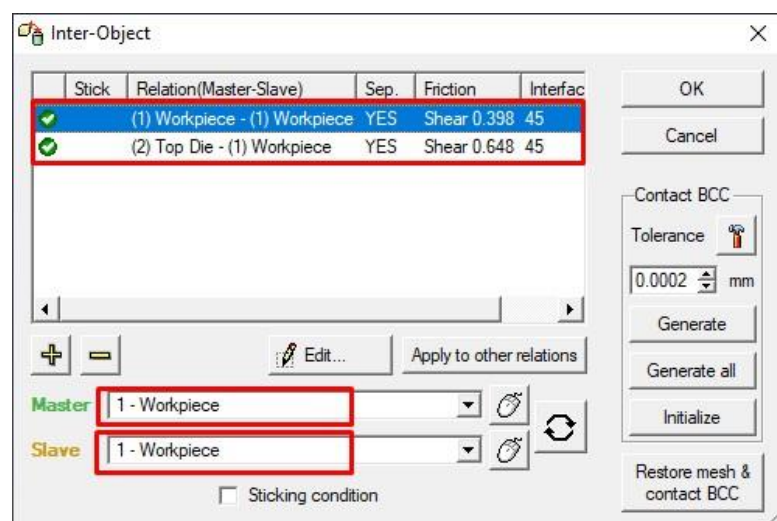 Inter-Object
Stick Relation(Master-Slave) Sep. Friction Interfac
(1) Workpiece - (1) Workpiece YES Shear 0.398 45
(2) Top Die - (1) Workpiece YES Shear 0.648 45
OK
Cancel
Contact BCC
Tolerance
0.0002 mm
Generate
Generate all
Initialize
Edit...
Apply to other relations
Master 1 - Workpiece
Slave 1 - Workpiece
Sticking condition
Restore mesh &
contact BCC